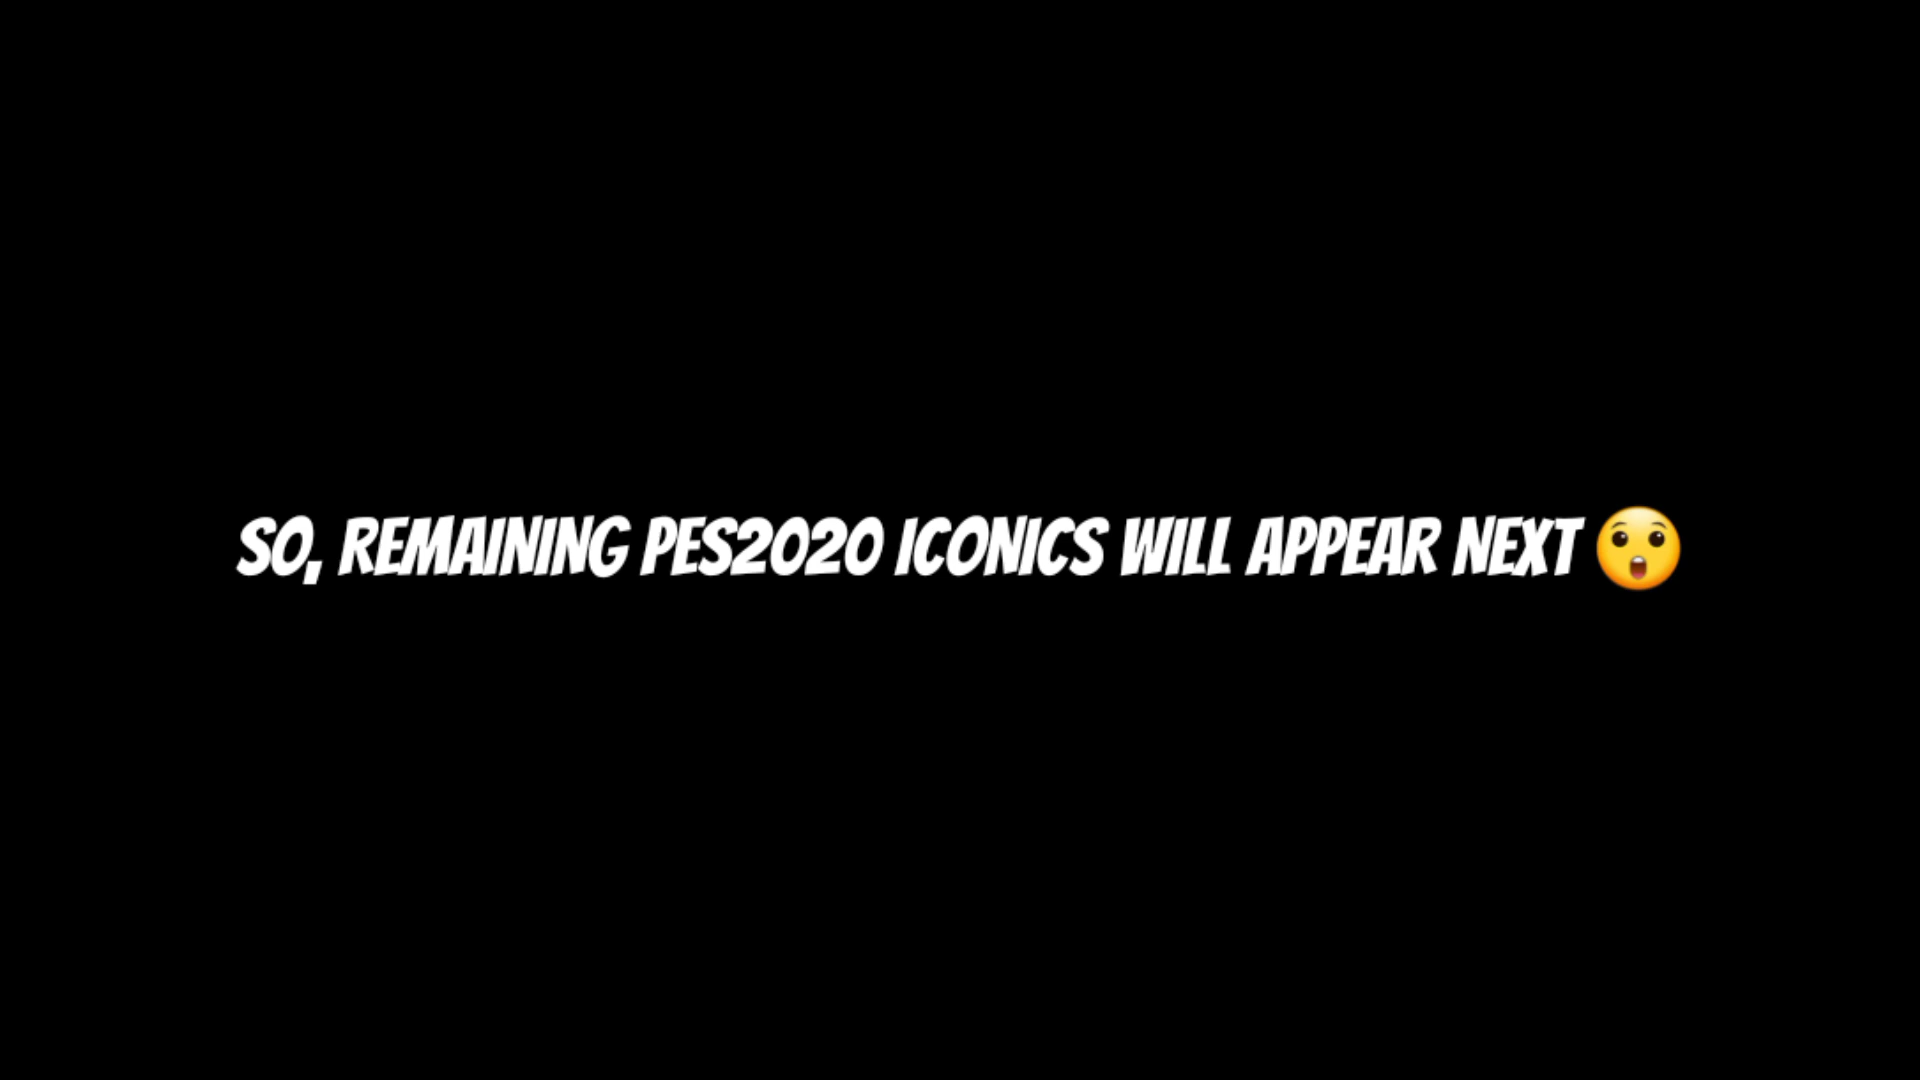 SO, REMAINING PES2020 ICONICS WILL APPEAR NEXT 😲